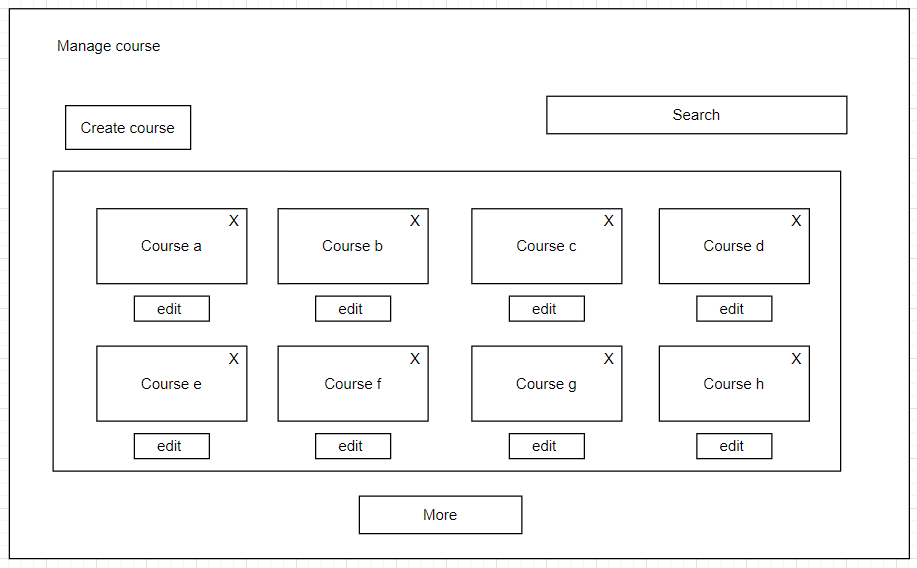 Manage course
Create course
Search
X
X
X
X
Course a
Course b
Course c
Course d
edit
edit
edit
edit
X
X
X
X
Course e
Course f
Course g
Course h
edit
edit
edit
edit
More